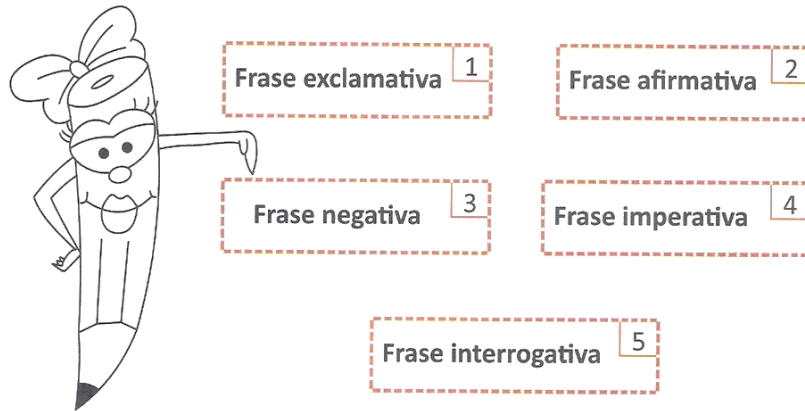 Frase exclamativa 1
Frase afirmativa 2
Frase negativa 3
Frase imperativa 4
Frase interrogativa 5